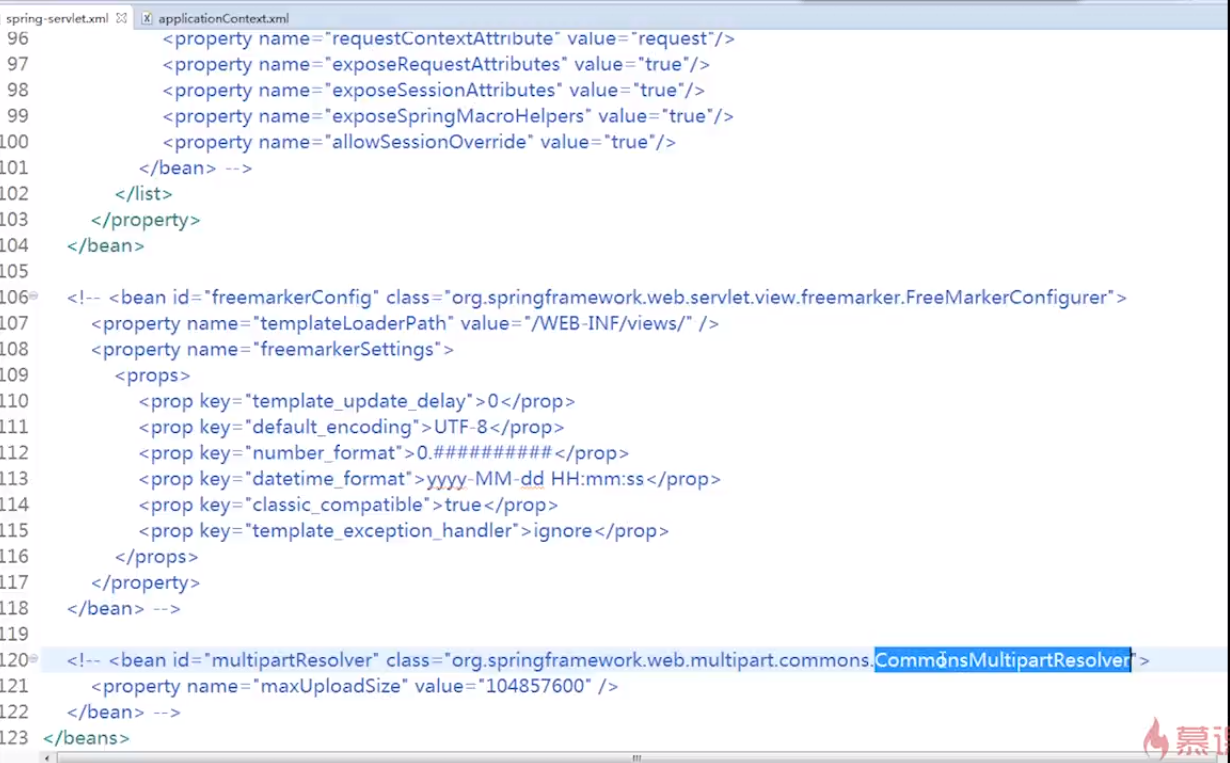 spring-servlet.xml applicationContext.xml
96 <property name="requestContextAttribute" value="request"/>
97 <property name="exposeRequestAttributes" value="true"/>
98 <property name="exposeSessionAttributes" value="true"/>
99 <property name="exposeSpringMacroHelpers" value="true"/>
100 <property name="allowSessionOverride" value="true"/>
101 </bean> -->
102 </list>
103 </property>
104 </bean>
105
106 <!-- <bean id="freemarkerConfig" class="org.springframework.web.servlet.view.freemarker.FreeMarkerConfigurer">
107 <property name="templateLoaderPath" value="/WEB-INF/views/" />
108 <property name="freemarkerSettings">
109 <props>
110 <prop key="template_update_delay">0</prop>
111 <prop key="default_encoding">UTF-8</prop>
112 <prop key="number_format">0.##########</prop>
113 <prop key="datetime_format">yyyy-MM-dd HH:mm:ss</prop>
114 <prop key="classic_compatible">true</prop>
115 <prop key="template_exception_handler">ignore</prop>
116 </props>
117 </property>
118 </bean> -->
119
120 <!-- <bean id="multipartResolver" class="org.springframework.web.multipart.commons.CommonsMultipartResolver">
121 <property name="maxUploadSize" value="104857600" />
122 </bean> -->
123 </beans>
慕